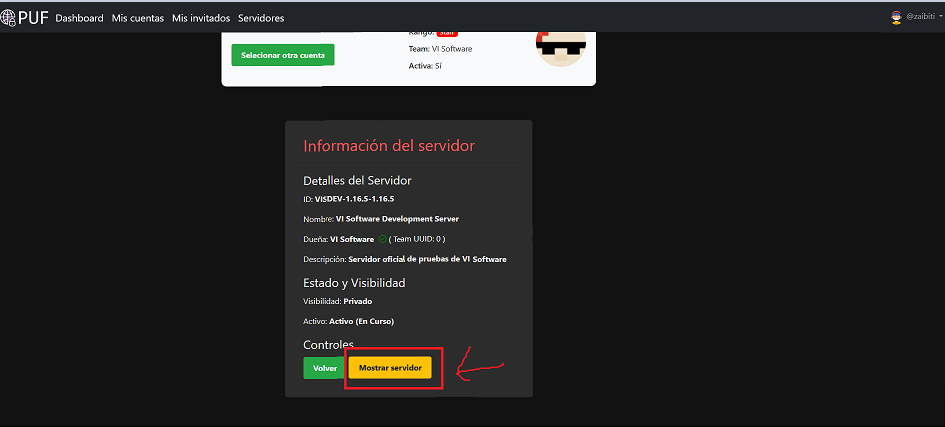 PUF Dashboard Mis cuentas Mis invitados Servidores @zaibiti
Rango: Staff
Selecionar otra cuenta
Team: VI Software
Activa: Sí
Información del servidor
Detalles del Servidor
ID: VISDEV-1.16.5-1.16.5
Nombre: VI Software Development Server
Dueña: VI Software ( Team UUID: 0 )
Descripción: Servidor oficial de pruebas de VI Software
Estado y Visibilidad
Visibilidad: Privado
Activo: Activo (En Curso)
Controles
Volver Mostrar servidor